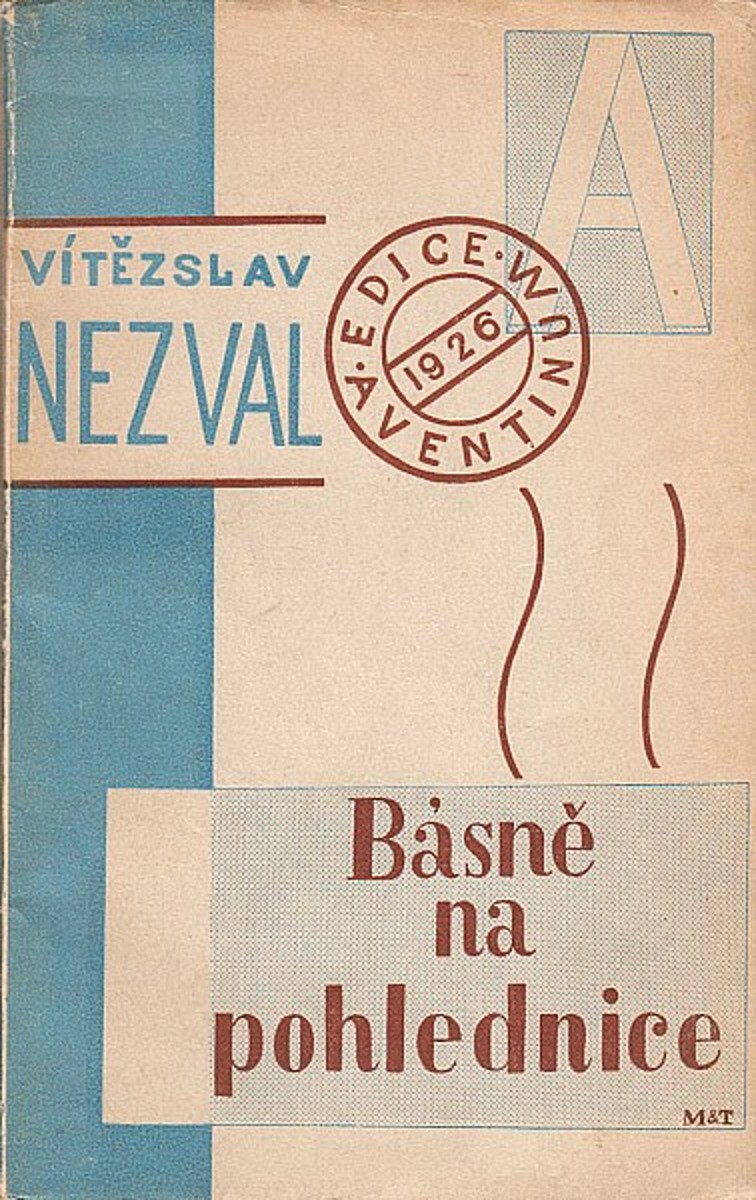 A
VÍTĚZSLAV
NEZVAL
EDICE · AVENTINUM ·
1926
Básně
na
pohlednice
M&T